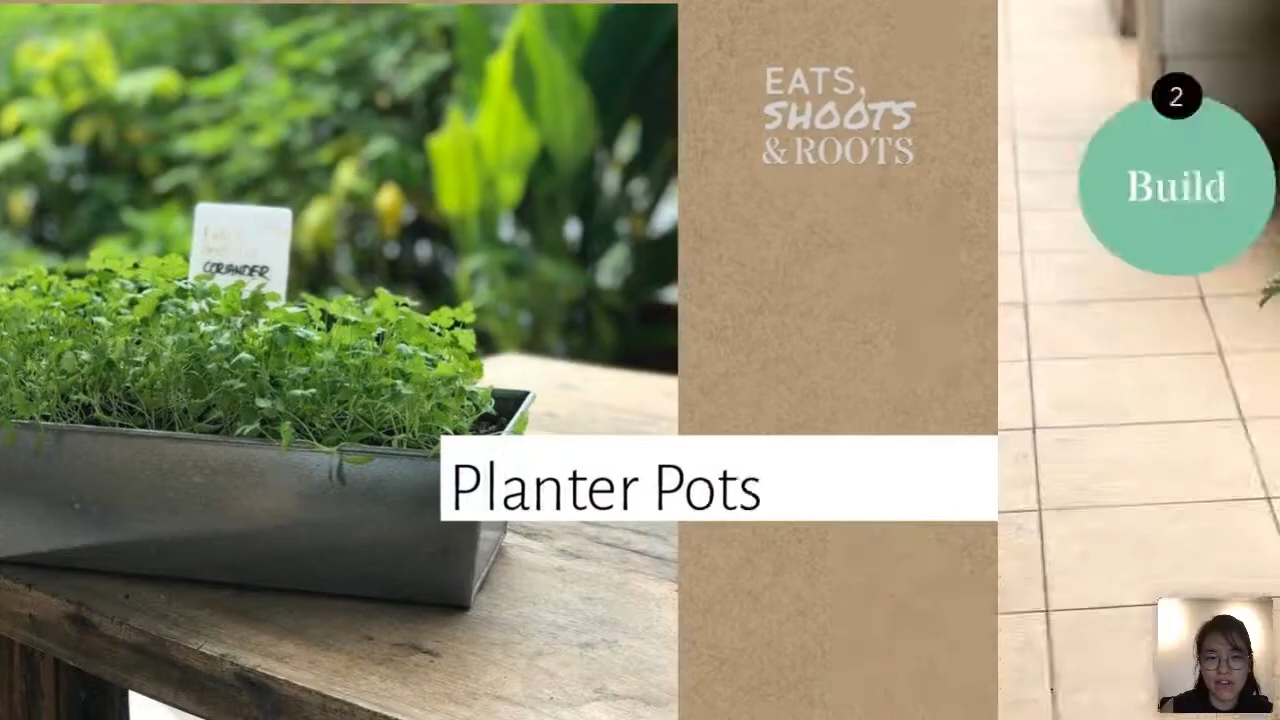 EATS,
SHOOTS
& ROOTS
2
Build
CORIANDER
Planter Pots